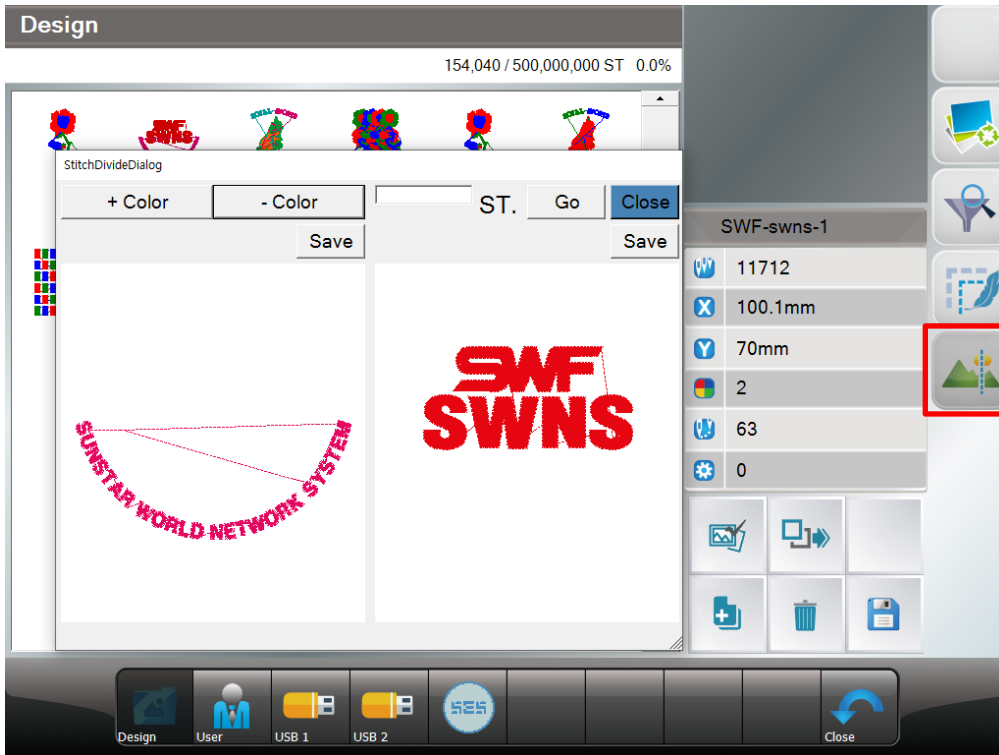 Design
154,040 / 500,000,000 ST 0.0%
StitchDivideDialog
+ Color
- Color
ST.
Go
Close
Save
Save
SUNSTAR WORLD NETWORK SYSTEM
SWF
SWNS
SWF-swns-1
11712
X
100.1mm
Y
70mm
2
63
0
Design
User
USB 1
USB 2
SES
Close